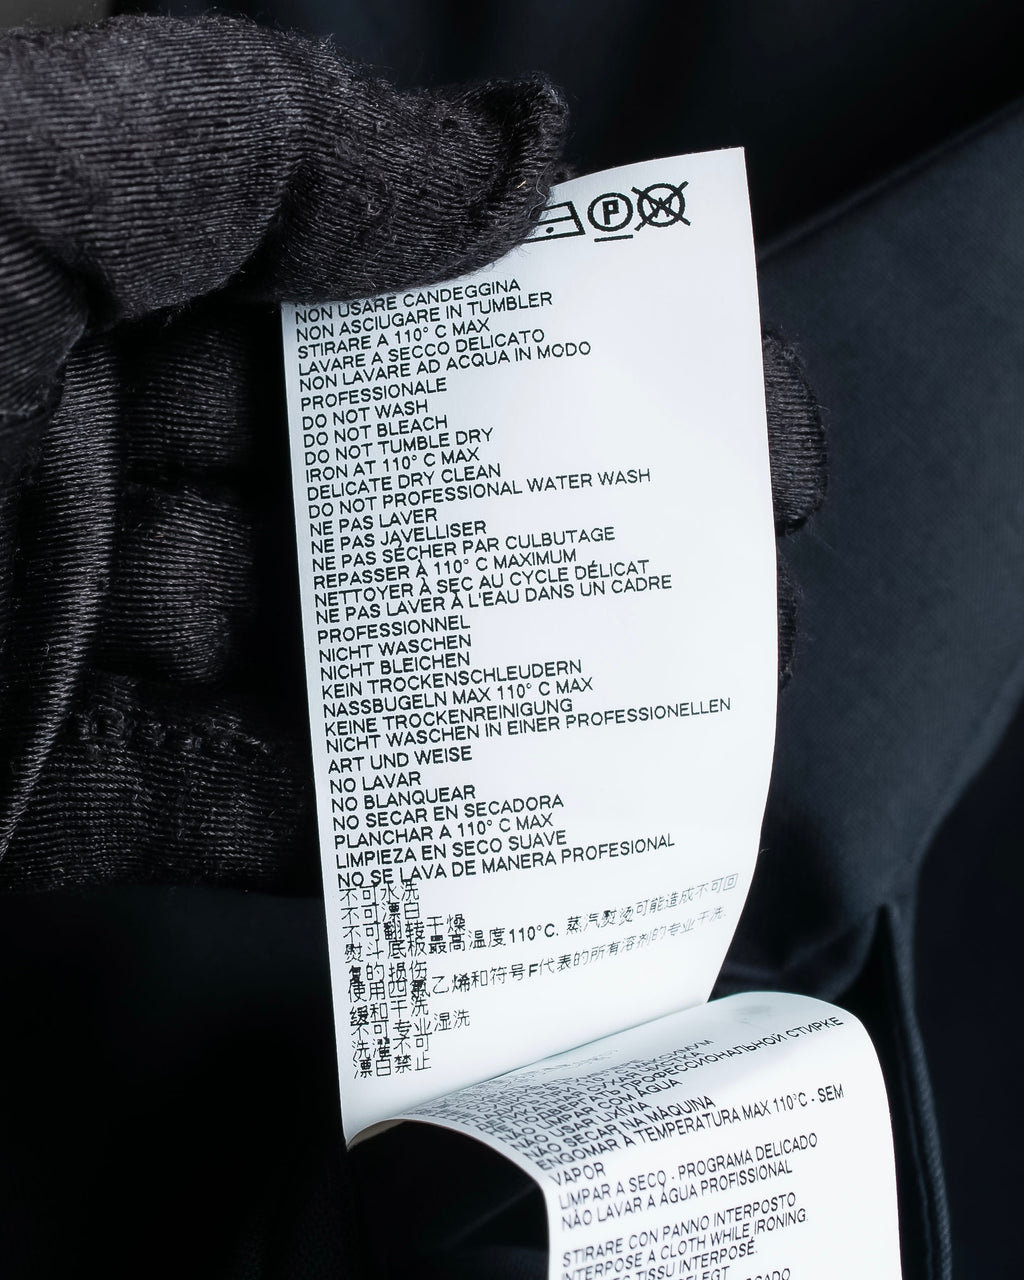 P W
NON USARE CANDEGGINA
NON ASCIUGARE IN TUMBLER
STIRARE A 110° C MAX
LAVARE A SECCO DELICATO
NON LAVARE AD ACQUA IN MODO
PROFESSIONALE
DO NOT WASH
DO NOT BLEACH
DO NOT TUMBLE DRY
IRON AT 110° C MAX
DELICATE DRY CLEAN
DO NOT PROFESSIONAL WATER WASH
NE PAS LAVER
NE PAS JAVELLISER
NE PAS SÉCHER PAR CULBUTAGE
REPASSER À 110° C MAXIMUM
NETTOYER À SEC AU CYCLE DÉLICAT
NE PAS LAVER À L'EAU DANS UN CADRE
PROFESSIONNEL
NICHT WASCHEN
NICHT BLEICHEN
KEIN TROCKENSCHLEUDERN
NASSBUGELN MAX 110° C MAX
KEINE TROCKENREINIGUNG
NICHT WASCHEN IN EINER PROFESSIONELLEN
ART UND WEISE
NO LAVAR
NO BLANQUEAR
NO SECAR EN SECADORA
PLANCHAR A 110° C MAX
LIMPIEZA EN SECO SUAVE
NO SE LAVA DE MANERA PROFESIONAL
不可水洗
不可漂白
不可翻转干燥
熨斗底板最高温度110°C. 蒸汽熨烫可能造成不可回
复的损伤
使用四氯乙烯和符号F代表的所有溶剂的专业干洗.
缓和干洗
不可专业湿洗
洗濯不可
漂白禁止
ПРОФЕССИОНАЛЬНОЙ СТИРКЕ
NÃO LIMPAR COM ÁGUA
NÃO USAR LIXÍVIA
NÃO SECAR NA MÁQUINA
ENGOMAR À TEMPERATURA MAX 110°C - SEM
VAPOR
LIMPAR A SECO - PROGRAMA DELICADO
NÃO LAVAR A ÁGUA PROFISSIONAL
STIRARE CON PANNO INTERPOSTO
INTERPOSE A CLOTH WHILE IRONING.
TISSU INTERPOSÉ.